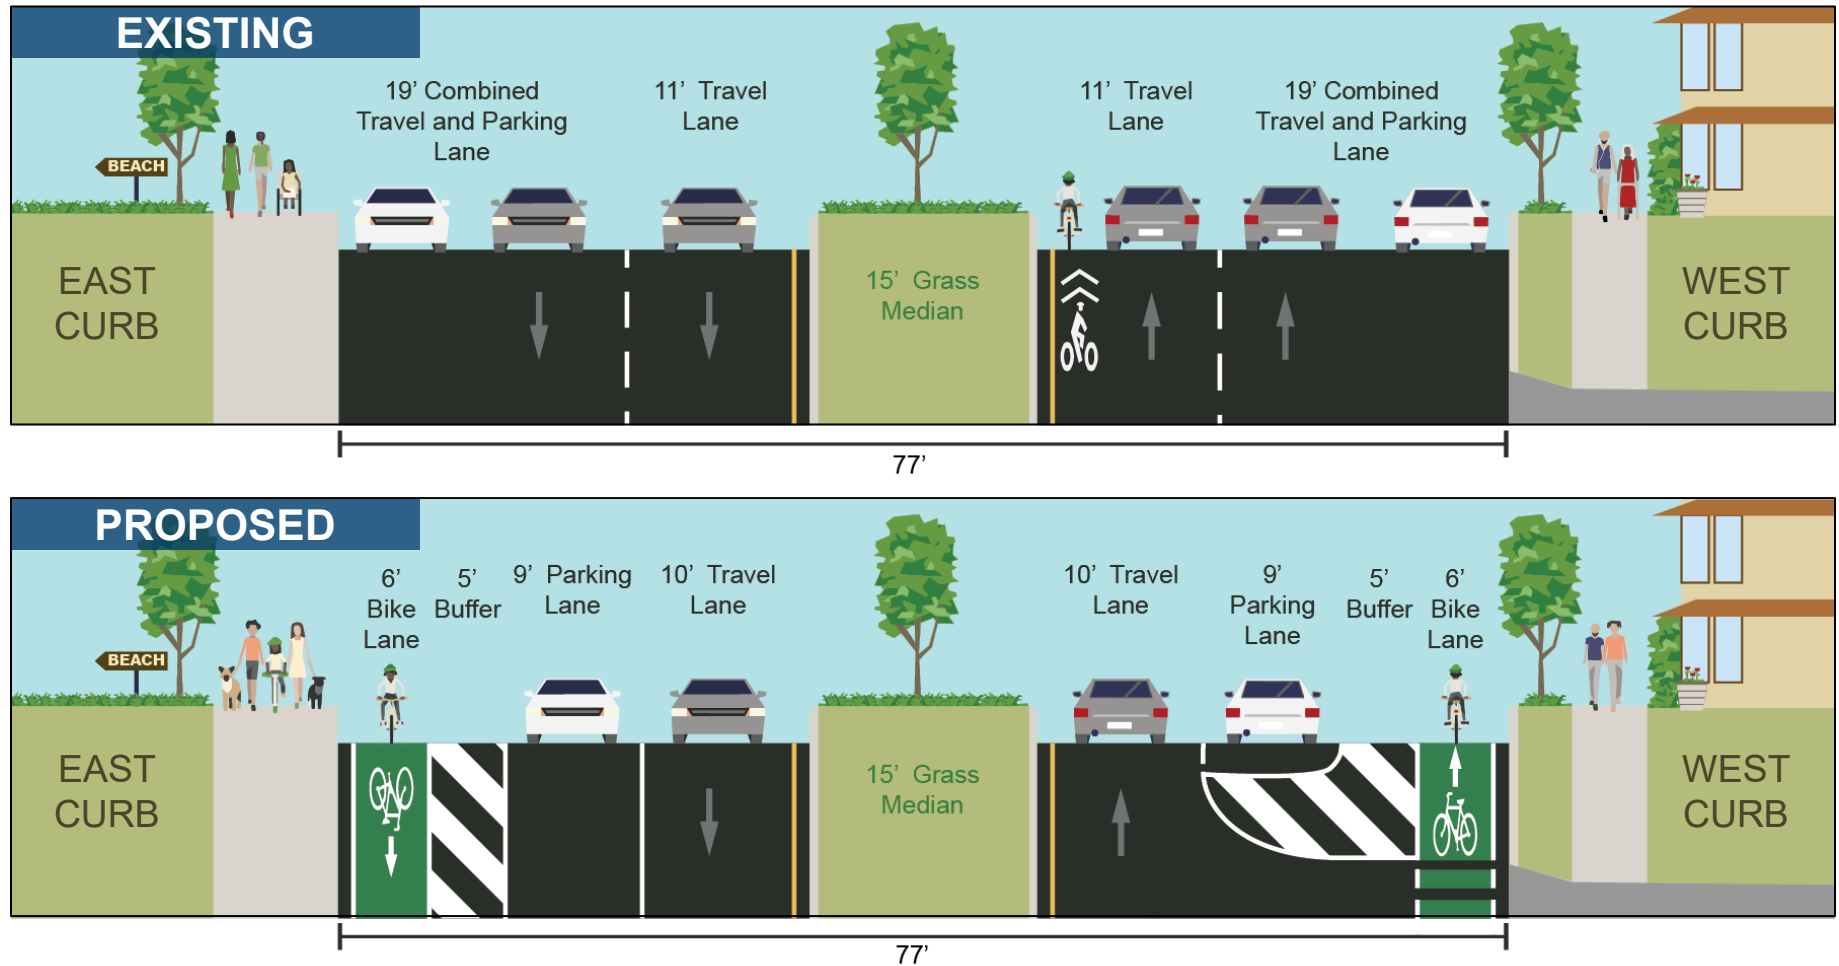 EXISTING
19’ Combined
Travel and Parking
Lane
11’ Travel
Lane
11’ Travel
Lane
19’ Combined
Travel and Parking
Lane
BEACH
EAST
CURB
15’ Grass
Median
WEST
CURB
77’
PROPOSED
6’
Bike
Lane
5’
Buffer
9’ Parking
Lane
10’ Travel
Lane
10’ Travel
Lane
9’
Parking
Lane
5’
Buffer
6’
Bike
Lane
BEACH
EAST
CURB
15’ Grass
Median
WEST
CURB
77’